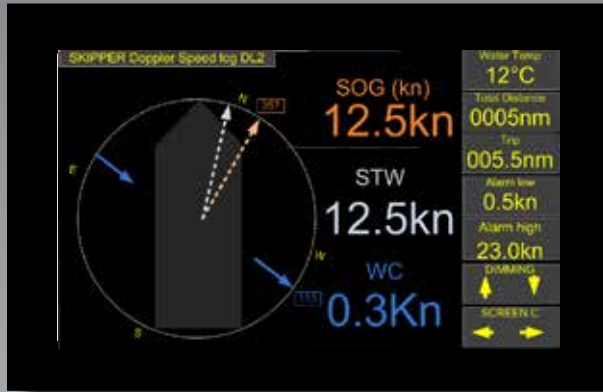 SKIPPER Doppler Speed log DL2
N
E
W
S
SOG (kn)
12.5kn
STW
12.5kn
WC
0.3Kn
Water Temp
12°C
Total Distance
0005nm
Trip
005.5nm
Alarm low
0.5kn
Alarm high
23.0kn
DIMMING
SCREEN C